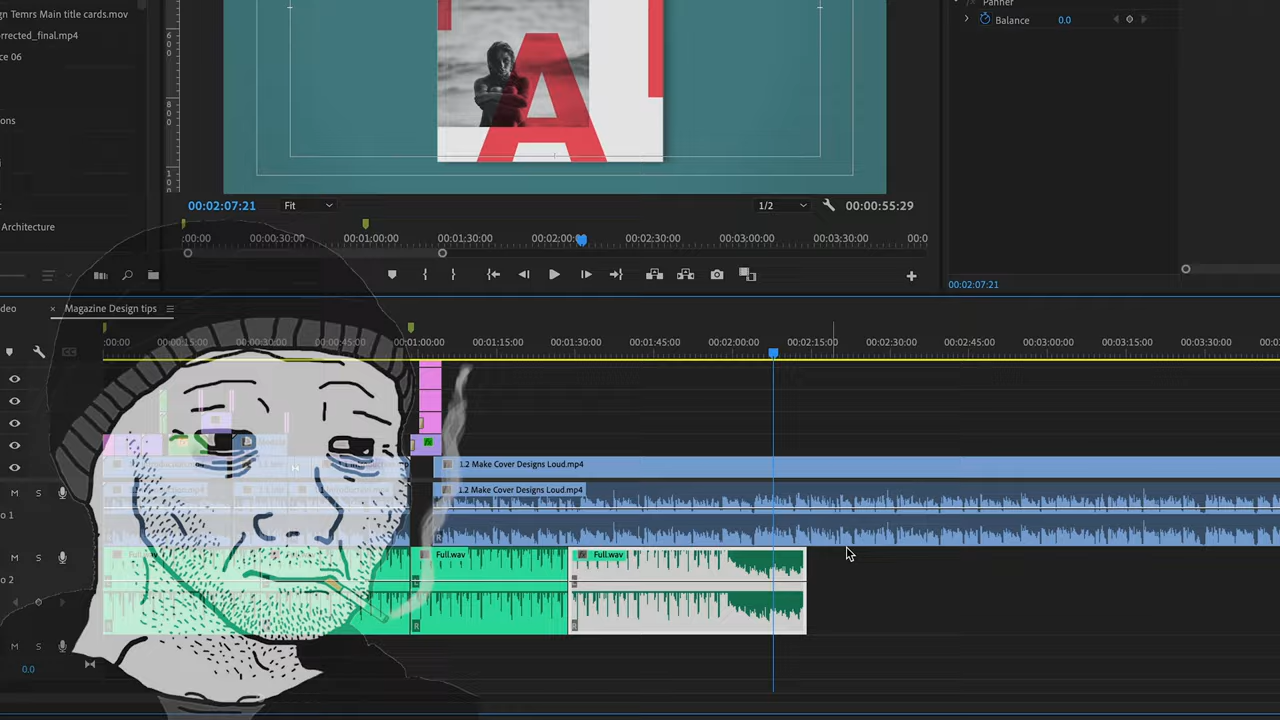 gn Temrs Main title cards.mov
rrected_final.mp4
ce 06
ons
Architecture
Panner
Balance 0.0
A
00:02:07:21 Fit 1/2 00:00:55:29
:00:00 00:00:30:00 00:01:00:00 00:01:30:00 00:02:00:00 00:02:30:00 00:03:00:00 00:03:30:00 00:0
00:02:07:21
deo × Magazine Design tips
:00:00 00:00:15:00 00:00:30:00 00:00:45:00 00:01:00:00 00:01:15:00 00:01:30:00 00:01:45:00 00:02:00:00 00:02:15:00 00:02:30:00 00:02:45:00 00:03:00:00 00:03:15:00 00:03:30:00 00:03
1.2 Make Cover Designs Loud.mp4
M S 1.2 Make Cover Designs Loud.mp4
o 1
R
M S Full.wav Full.wav
o 2
R R
M S
0.0